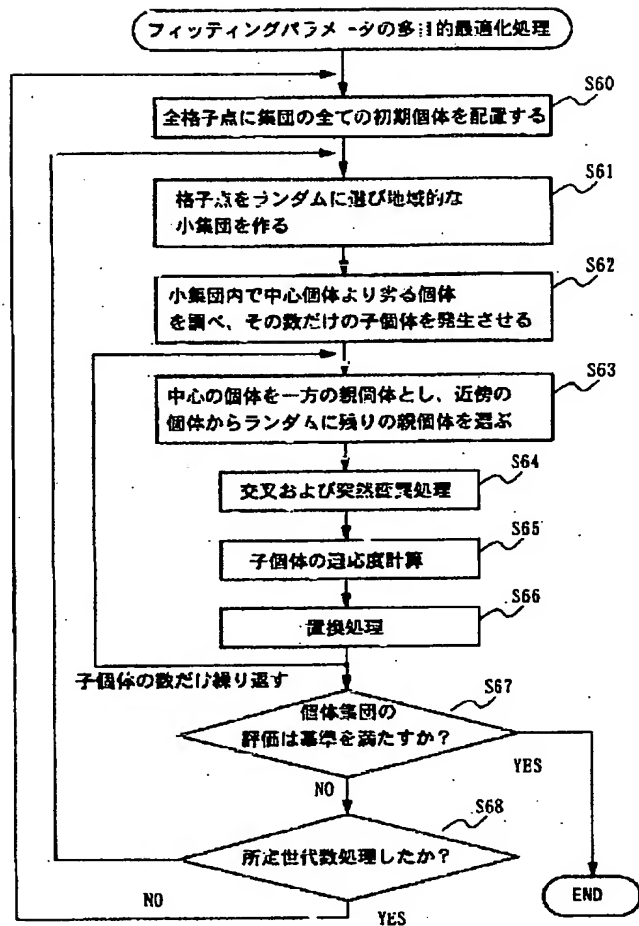 フィッティングパラメータの多目的最適化処理
S60
全格子点に集団の全ての初期個体を配置する
S61
格子点をランダムに選び地域的な
小集団を作る
S62
小集団内で中心個体より劣る個体
を調べ、その数だけの子個体を発生させる
S63
中心の個体を一方の親個体とし、近傍の
個体からランダムに残りの親個体を選ぶ
S64
交叉および突然変異処理
S65
子個体の適応度計算
S66
置換処理
子個体の数だけ繰り返す
S67
個体集団の
評価は基準を満たすか?
YES
NO
S68
所定世代数処理したか?
NO
YES
END